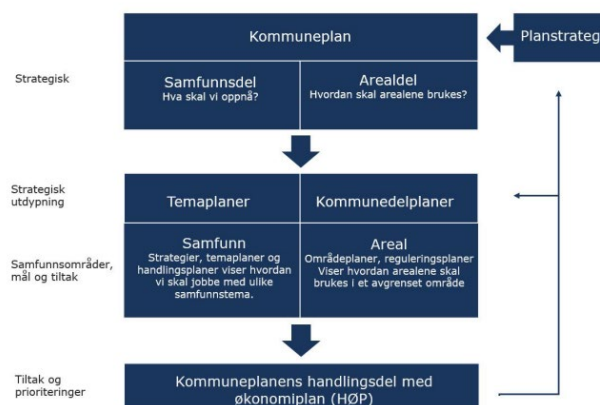 Kommuneplan
Planstrateg
Strategisk
Samfunnsdel
Hva skal vi oppnå?
Arealdel
Hvordan skal arealene brukes?
Strategisk
utdypning
Temaplaner
Kommunedelplaner
Samfunnsområder,
mål og tiltak
Samfunn
Strategier, temaplaner og
handlingsplaner viser hvordan
vi skal jobbe med ulike
samfunnstema.
Areal
Områdeplaner, reguleringsplaner
Viser hvordan arealene skal
brukes i et avgrenset område
Tiltak og
prioriteringer
Kommuneplanens handlingsdel med
økonomiplan (HØP)